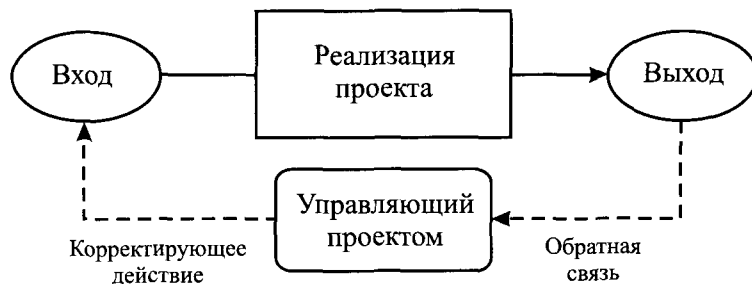 Вход
Реализация
проекта
Выход
Управляющий
проектом
Корректирующее
действие
Обратная
связь